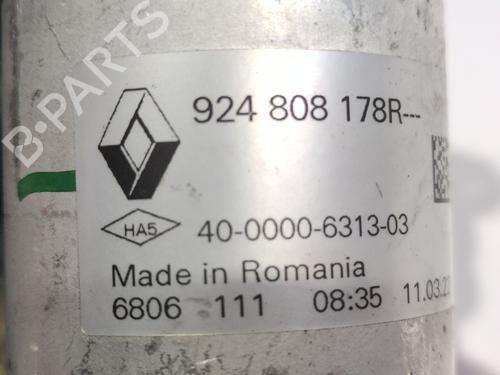 B-PARTS
924 808 178R---
HA5
40-0000-6313-03
Made in Romania
6806 111 08:35 11.03.2